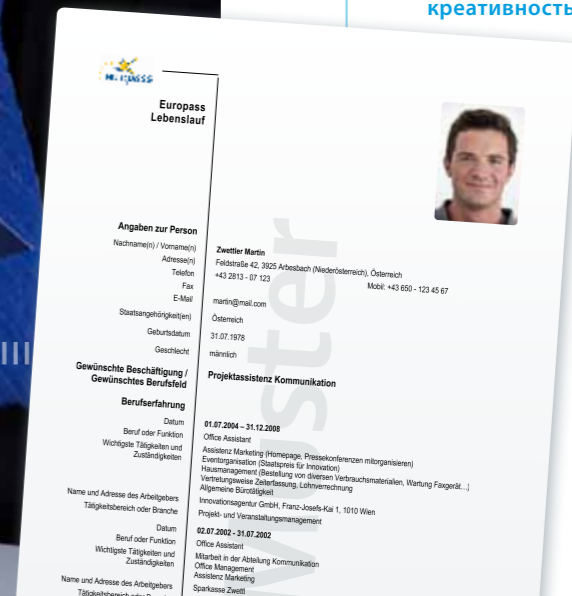 креативность
europass
Europass
Lebenslauf
Angaben zur Person
Nachname(n) / Vorname(n) Zwettler Martin
Adresse(n) Feldstraße 42, 3925 Arbesbach (Niederösterreich), Österreich
Telefon +43 2813 - 07 123 Mobil: +43 650 - 123 45 67
Fax
E-Mail martin@mail.com
Staatsangehörigkeit(en) Österreich
Geburtsdatum 31.07.1978
Geschlecht männlich
Gewünschte Beschäftigung /
Gewünschtes Berufsfeld Projektassistenz Kommunikation
Berufserfahrung
Datum 01.07.2004 – 31.12.2008
Beruf oder Funktion Office Assistant
Wichtigste Tätigkeiten und
Zuständigkeiten
Assistenz Marketing (Homepage, Pressekonferenzen mitorganisieren)
Eventorganisation (Staatspreis für Innovation)
Hausmanagement (Bestellung von diversen Verbrauchsmaterialien, Wartung Faxgerät…)
Vertretungsweise Zeiterfassung, Lohnverrechnung
Allgemeine Bürotätigkeit
Name und Adresse des Arbeitgebers Innovationsagentur GmbH, Franz-Josefs-Kai 1, 1010 Wien
Tätigkeitsbereich oder Branche Projekt- und Veranstaltungsmanagement
Datum 02.07.2002 - 31.07.2002
Beruf oder Funktion Office Assistant
Wichtigste Tätigkeiten und
Zuständigkeiten
Mitarbeit in der Abteilung Kommunikation
Office Management
Assistenz Marketing
Name und Adresse des Arbeitgebers Sparkasse Zwettl
Tätigkeitsbereich oder
Muster